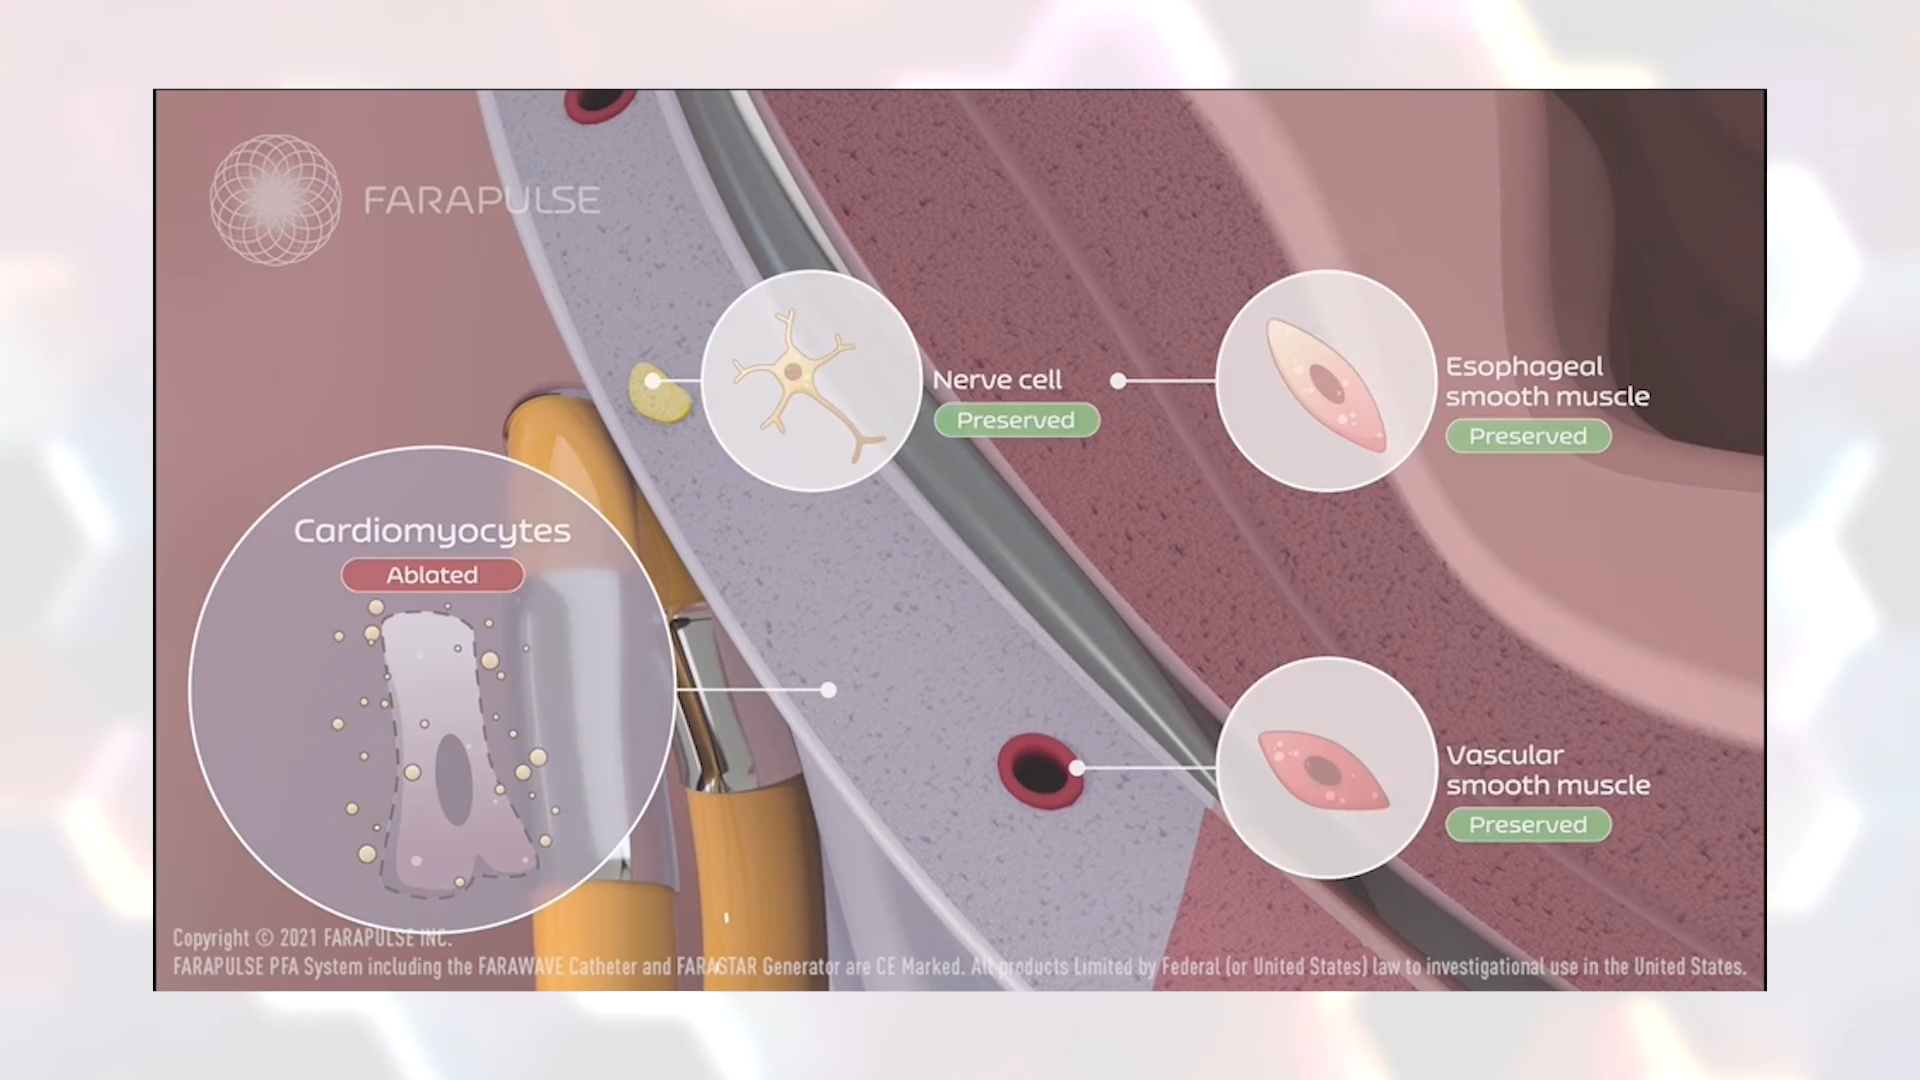 FARAPULSE
Nerve cell
Preserved
Esophageal
smooth muscle
Preserved
Cardiomyocytes
Ablated
Vascular
smooth muscle
Preserved
Copyright © 2021 FARAPULSE INC.
FARAPULSE PFA System including the FARAWAVE Catheter and FARASTAR Generator are CE Marked. All products Limited by Federal (or United States) law to investigational use in the United States.